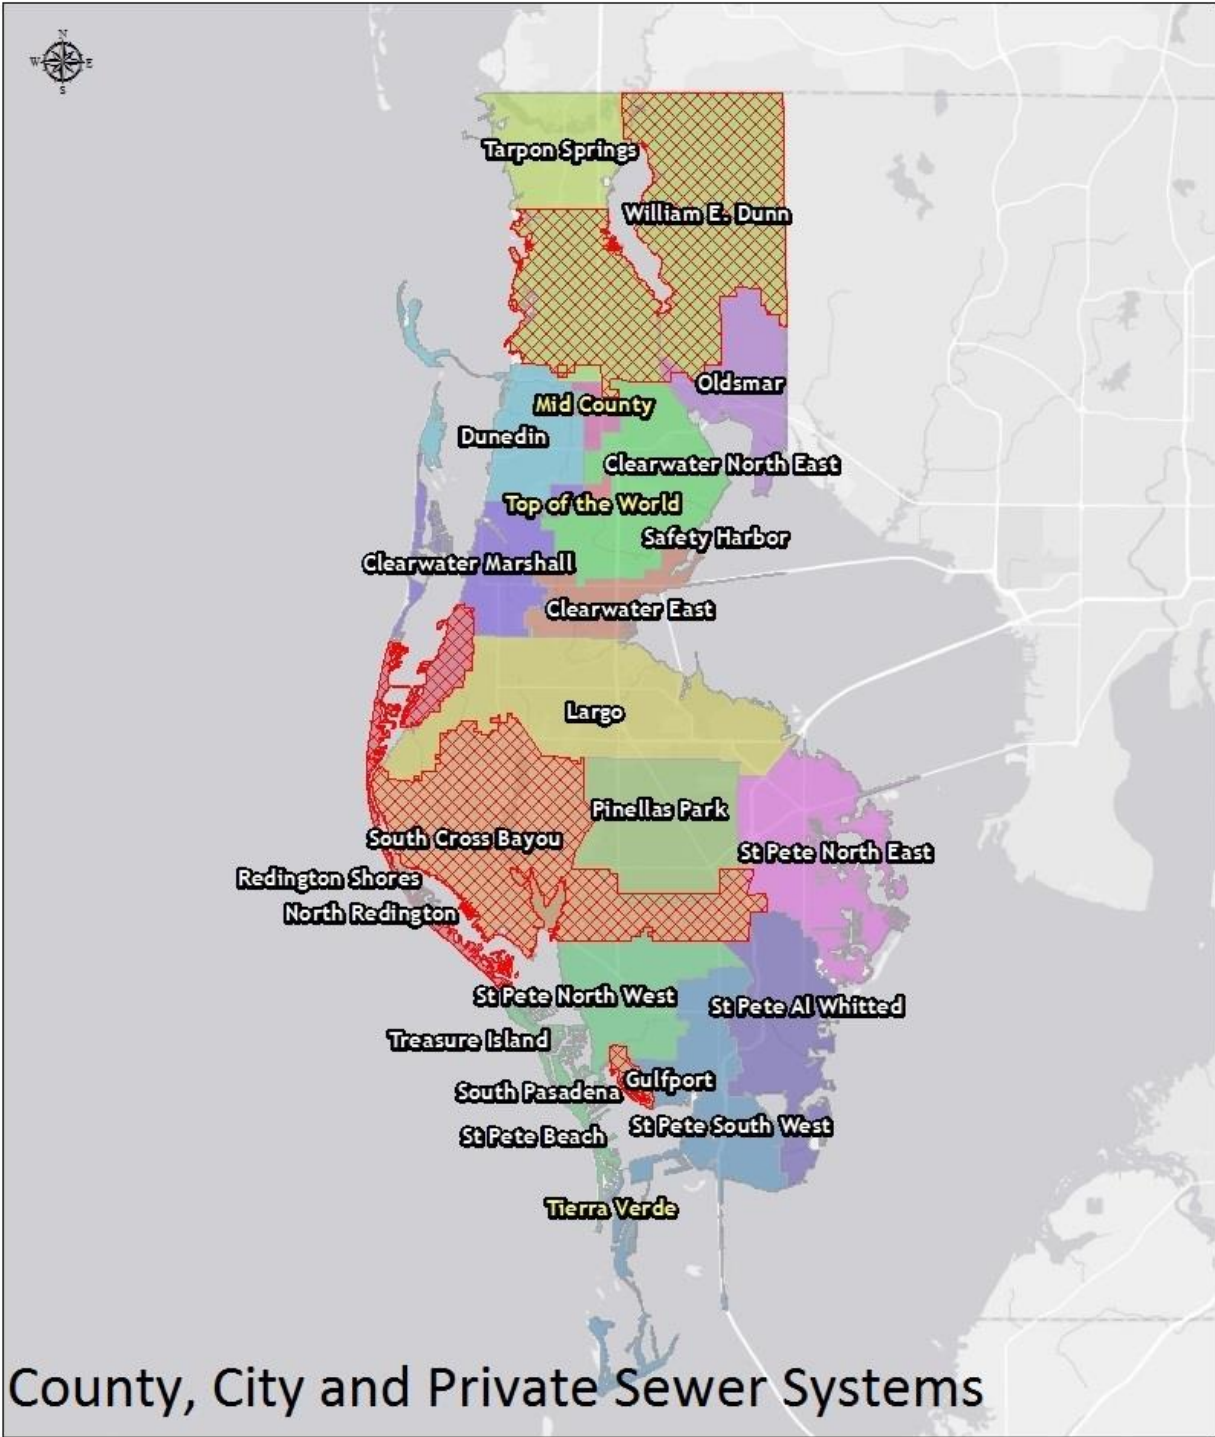 N
W E
S
Tarpon Springs
William E. Dunn
Oldsmar
Mid County
Dunedin
Clearwater North East
Top of the World
Safety Harbor
Clearwater Marshall
Clearwater East
Largo
Pinellas Park
South Cross Bayou
St Pete North East
Redington Shores
North Redington
St Pete North West
St Pete Al Whitted
Treasure Island
Gulfport
South Pasadena
St Pete South West
St Pete Beach
Tierra Verde
County, City and Private Sewer Systems